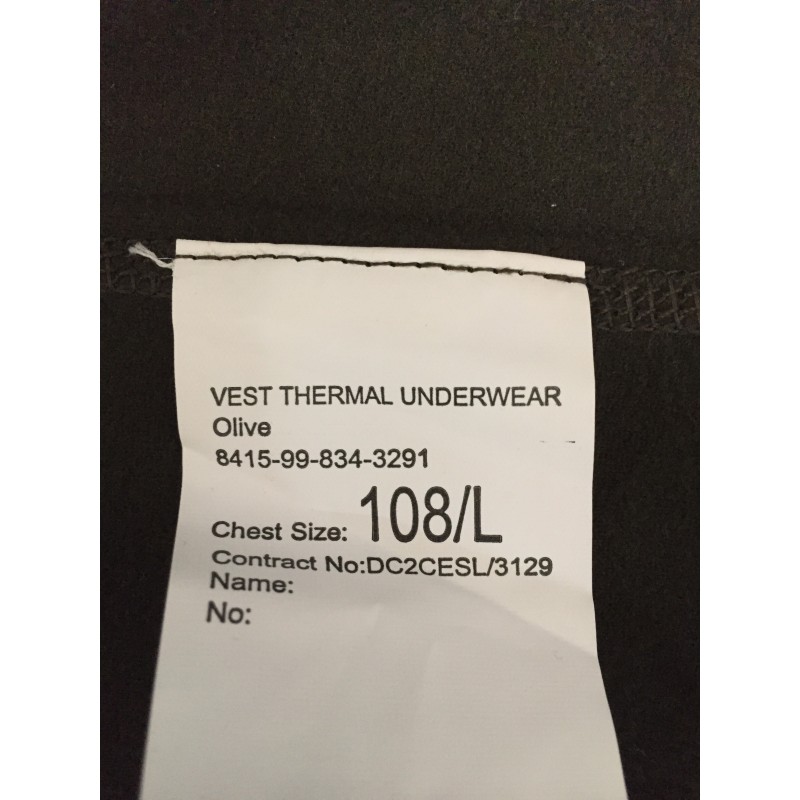 VEST THERMAL UNDERWEAR
Olive
8415-99-834-3291
Chest Size: 108/L
Contract No:DC2CESL/3129
Name:
No: